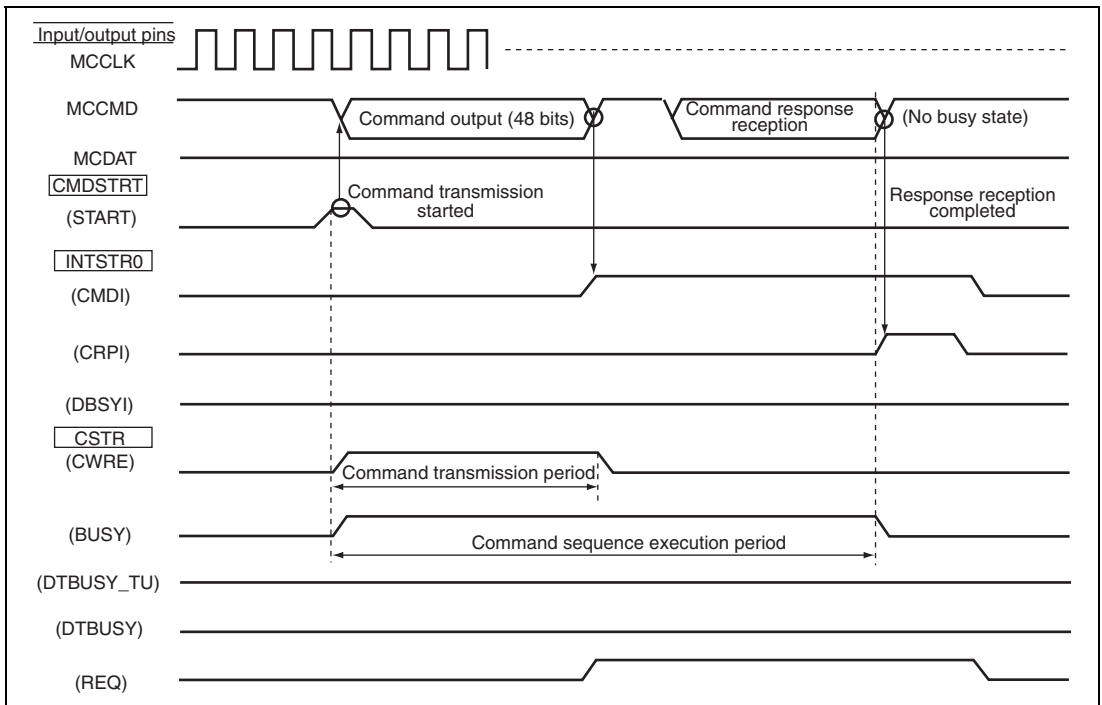 Input/output pins
MCCLK
MCCMD
Command output (48 bits)
Command response
reception
(No busy state)
MCDAT
CMDSTRT
(START)
Command transmission
started
Response reception
completed
INTSTR0
(CMDI)
(CRPI)
(DBSYI)
CSTR
(CWRE)
Command transmission period
(BUSY)
Command sequence execution period
(DTBUSY_TU)
(DTBUSY)
(REQ)